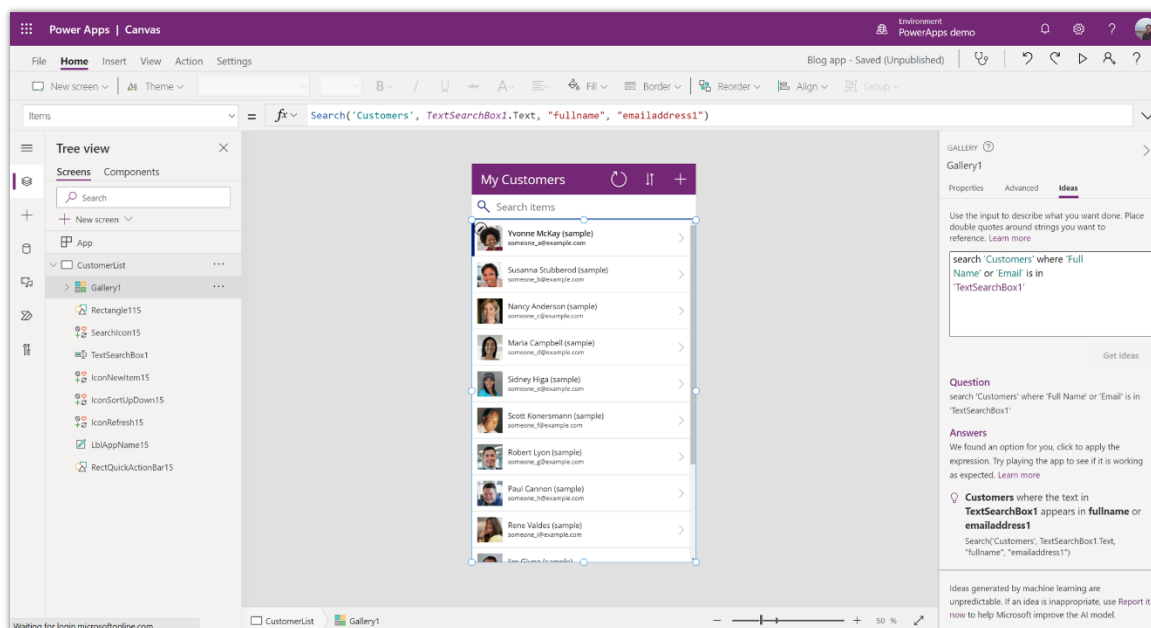 Power Apps | Canvas
Environment
PowerApps demo
File Home Insert View Action Settings
Blog app - Saved (Unpublished)
New screen Theme B I U abc A Fill Border Reorder Align Group
Items = fx Search('Customers', TextSearchBox1.Text, "fullname", "emailaddress1")
Tree view
Screens Components
Search
New screen
App
CustomerList
Gallery1
Rectangle115
SearchIcon15
TextSearchBox1
IconNewItem15
IconSortUpDown15
IconRefresh15
LblAppName15
RectQuickActionBar15
Waiting for login.microsoftonline.com
My Customers
Search items
Yvonne McKay (sample)
someone_a@example.com
Susanna Stubberod (sample)
someone_b@example.com
Nancy Anderson (sample)
someone_c@example.com
Maria Campbell (sample)
someone_d@example.com
Sidney Higa (sample)
someone_e@example.com
Scott Konersmann (sample)
someone_f@example.com
Robert Lyon (sample)
someone_g@example.com
Paul Cannon (sample)
someone_h@example.com
Rene Valdes (sample)
someone_i@example.com
Jim Glynn (sample)
CustomerList Gallery1
50 %
GALLERY
Gallery1
Properties Advanced Ideas
Use the input to describe what you want done. Place
double quotes around strings you want to
reference. Learn more
search 'Customers' where 'Full
Name' or 'Email' is in
'TextSearchBox1'
Get ideas
Question
search 'Customers' where 'Full Name' or 'Email' is in
'TextSearchBox1'
Answers
We found an option for you, click to apply the
expression. Try playing the app to see if it is working
as expected. Learn more
Customers where the text in
TextSearchBox1 appears in fullname or
emailaddress1
Search('Customers', TextSearchBox1.Text,
"fullname", "emailaddress1")
Ideas generated by machine learning are
unpredictable. If an idea is inappropriate, use Report it
now to help Microsoft improve the AI model.